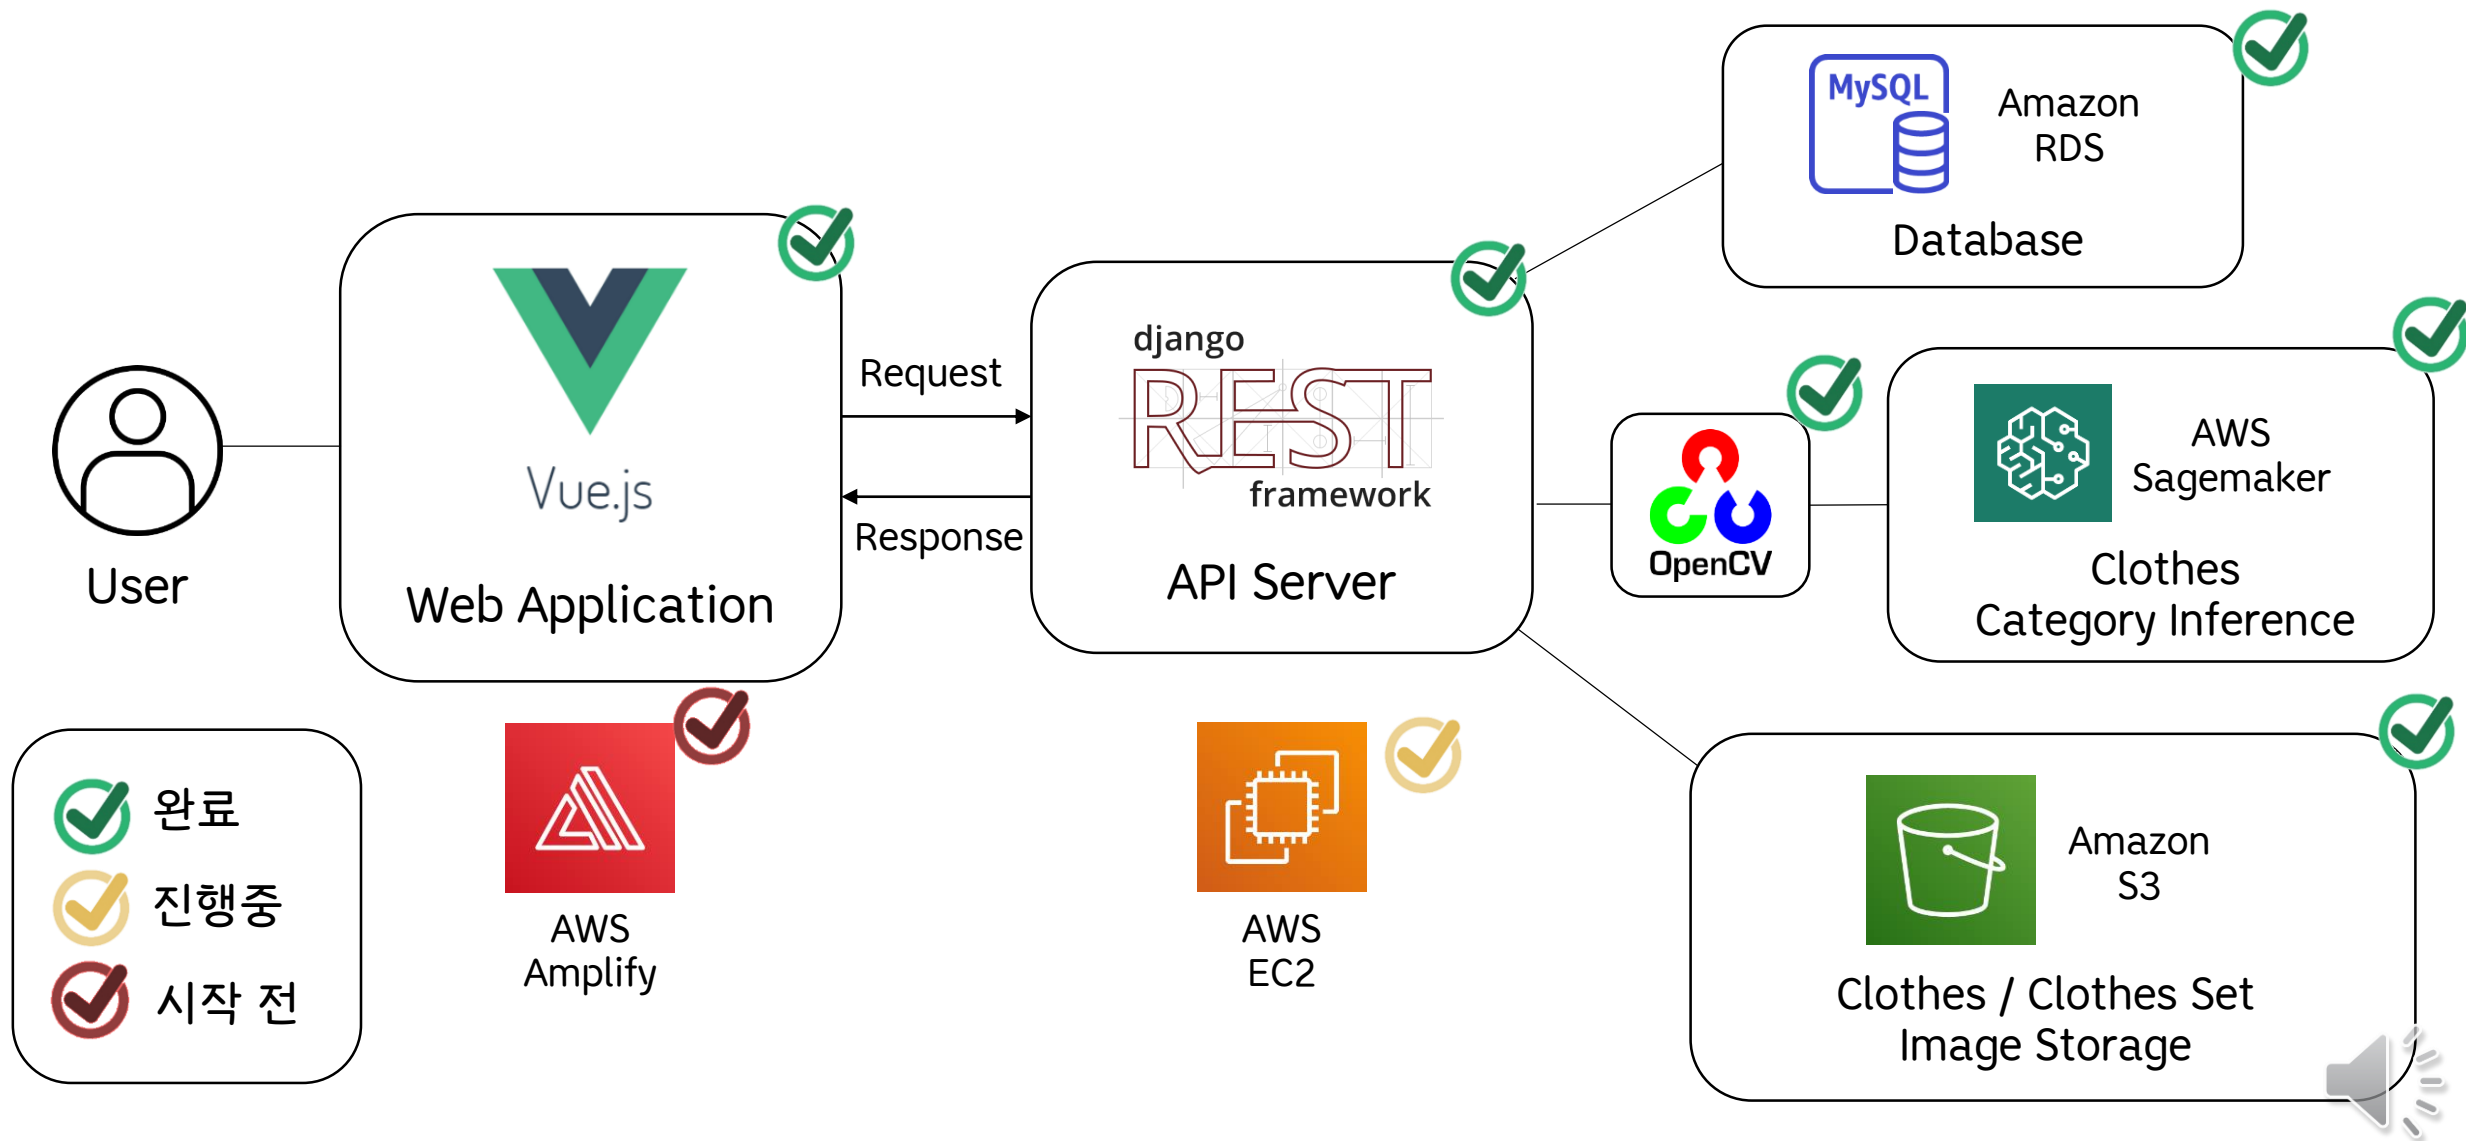 User
Vue.js
Web Application
Request
Response
django
REST
framework
API Server
MySQL
Amazon
RDS
Database
OpenCV
AWS
Sagemaker
Clothes
Category Inference
Amazon
S3
Clothes / Clothes Set
Image Storage
AWS
Amplify
AWS
EC2
완료
진행중
시작 전